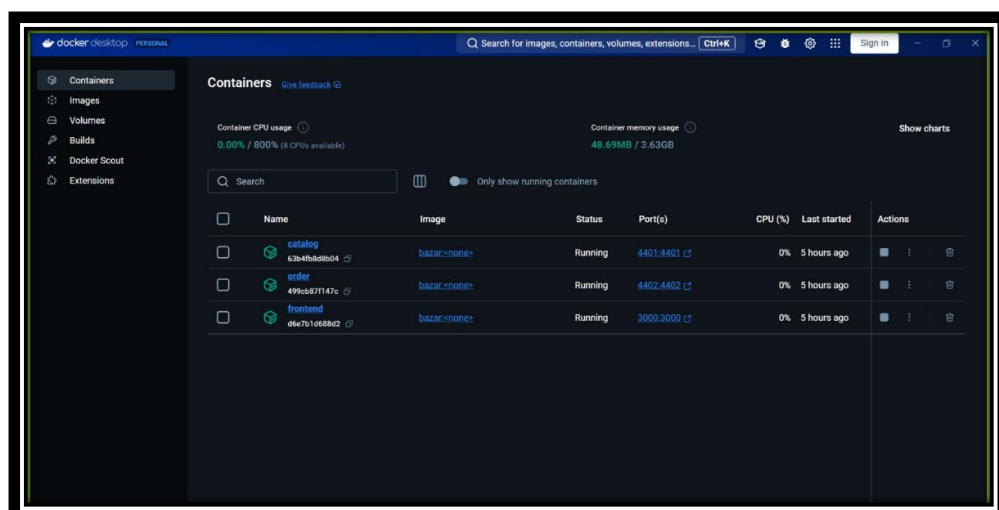 docker desktop PERSONAL
Search for images, containers, volumes, extensions... Ctrl+K
Sign in
Containers
Images
Volumes
Builds
Docker Scout
Extensions
Containers Give feedback
Container CPU usage
0.00% / 800% (8 CPUs available)
Container memory usage
48.69MB / 3.63GB
Show charts
Search
Only show running containers
Name Image Status Port(s) CPU (%) Last started Actions
catalog
63b4fb8d8b04
bazar:<none> Running 4401:4401 0% 5 hours ago
order
499cb87f147c
bazar:<none> Running 4402:4402 0% 5 hours ago
frontend
d6e7b1d688d2
bazar:<none> Running 3000:3000 0% 5 hours ago